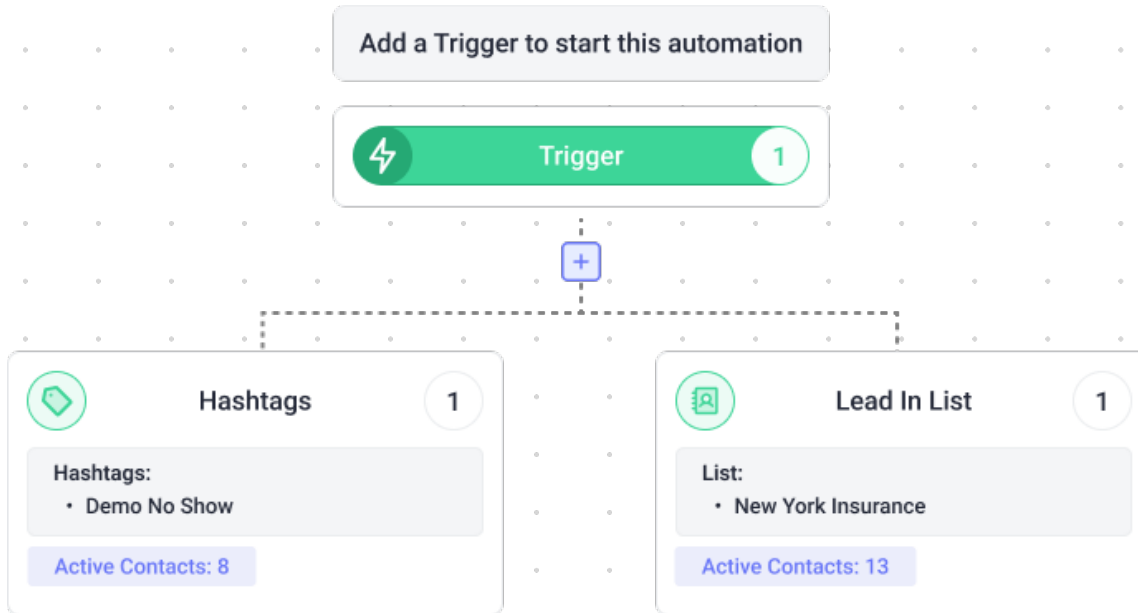 Add a Trigger to start this automation
Trigger 1
+
Hashtags 1
Hashtags:
• Demo No Show
Active Contacts: 8
Lead In List 1
List:
• New York Insurance
Active Contacts: 13